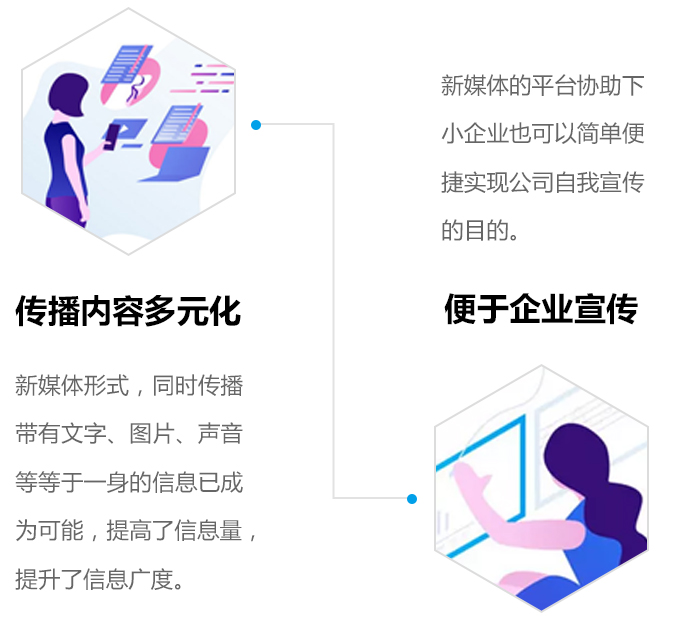 传播内容多元化
新媒体形式，同时传播
带有文字、图片、声音
等等于一身的信息已成
为可能，提高了信息量，
提升了信息广度。
新媒体的平台协助下
小企业也可以简单便
捷实现公司自我宣传
的目的。
便于企业宣传